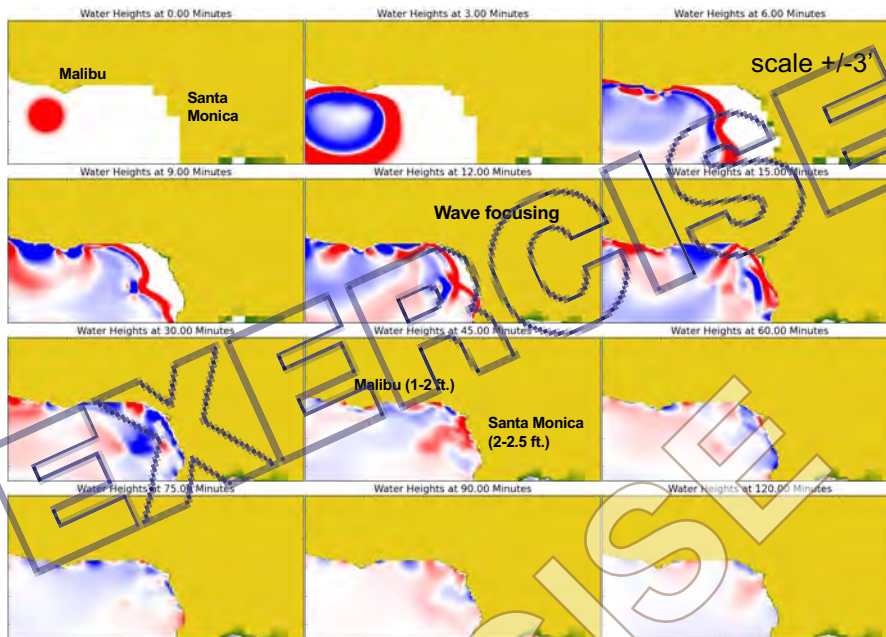 Water Heights at 0.00 Minutes
Water Heights at 3.00 Minutes
Water Heights at 6.00 Minutes
Malibu
Santa
Monica
scale +/-3'
Water Heights at 9.00 Minutes
Water Heights at 12.00 Minutes
Water Heights at 15.00 Minutes
Wave focusing
Water Heights at 30.00 Minutes
Water Heights at 45.00 Minutes
Water Heights at 60.00 Minutes
Malibu (1-2 ft.)
Santa Monica
(2-2.5 ft.)
Water Heights at 75.00 Minutes
Water Heights at 90.00 Minutes
Water Heights at 120.00 Minutes
EXERCISE
CISE